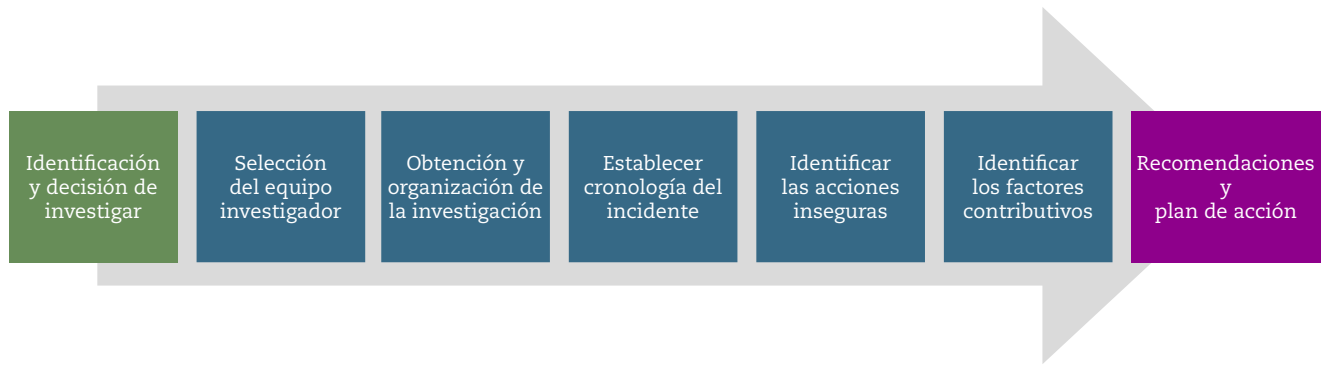 Identificación
y decisión de
investigar
Selección
del equipo
investigador
Obtención y
organización de
la investigación
Establecer
cronología del
incidente
Identificar
las acciones
inseguras
Identificar
los factores
contributivos
Recomendaciones
y
plan de acción